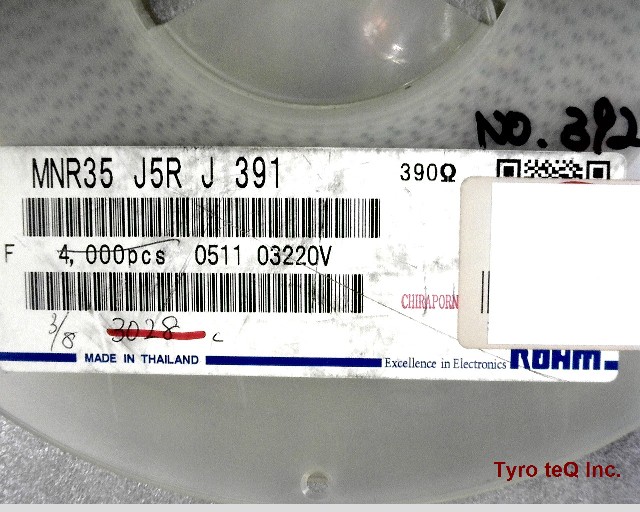 NO. 392
MNR35 J5R J 391 390Ω
F 4,000pcs 0511 03220V
CHIRAPORN
3/8 3028 c
MADE IN THAILAND Excellence in Electronics ROHM
Tyro teQ Inc.